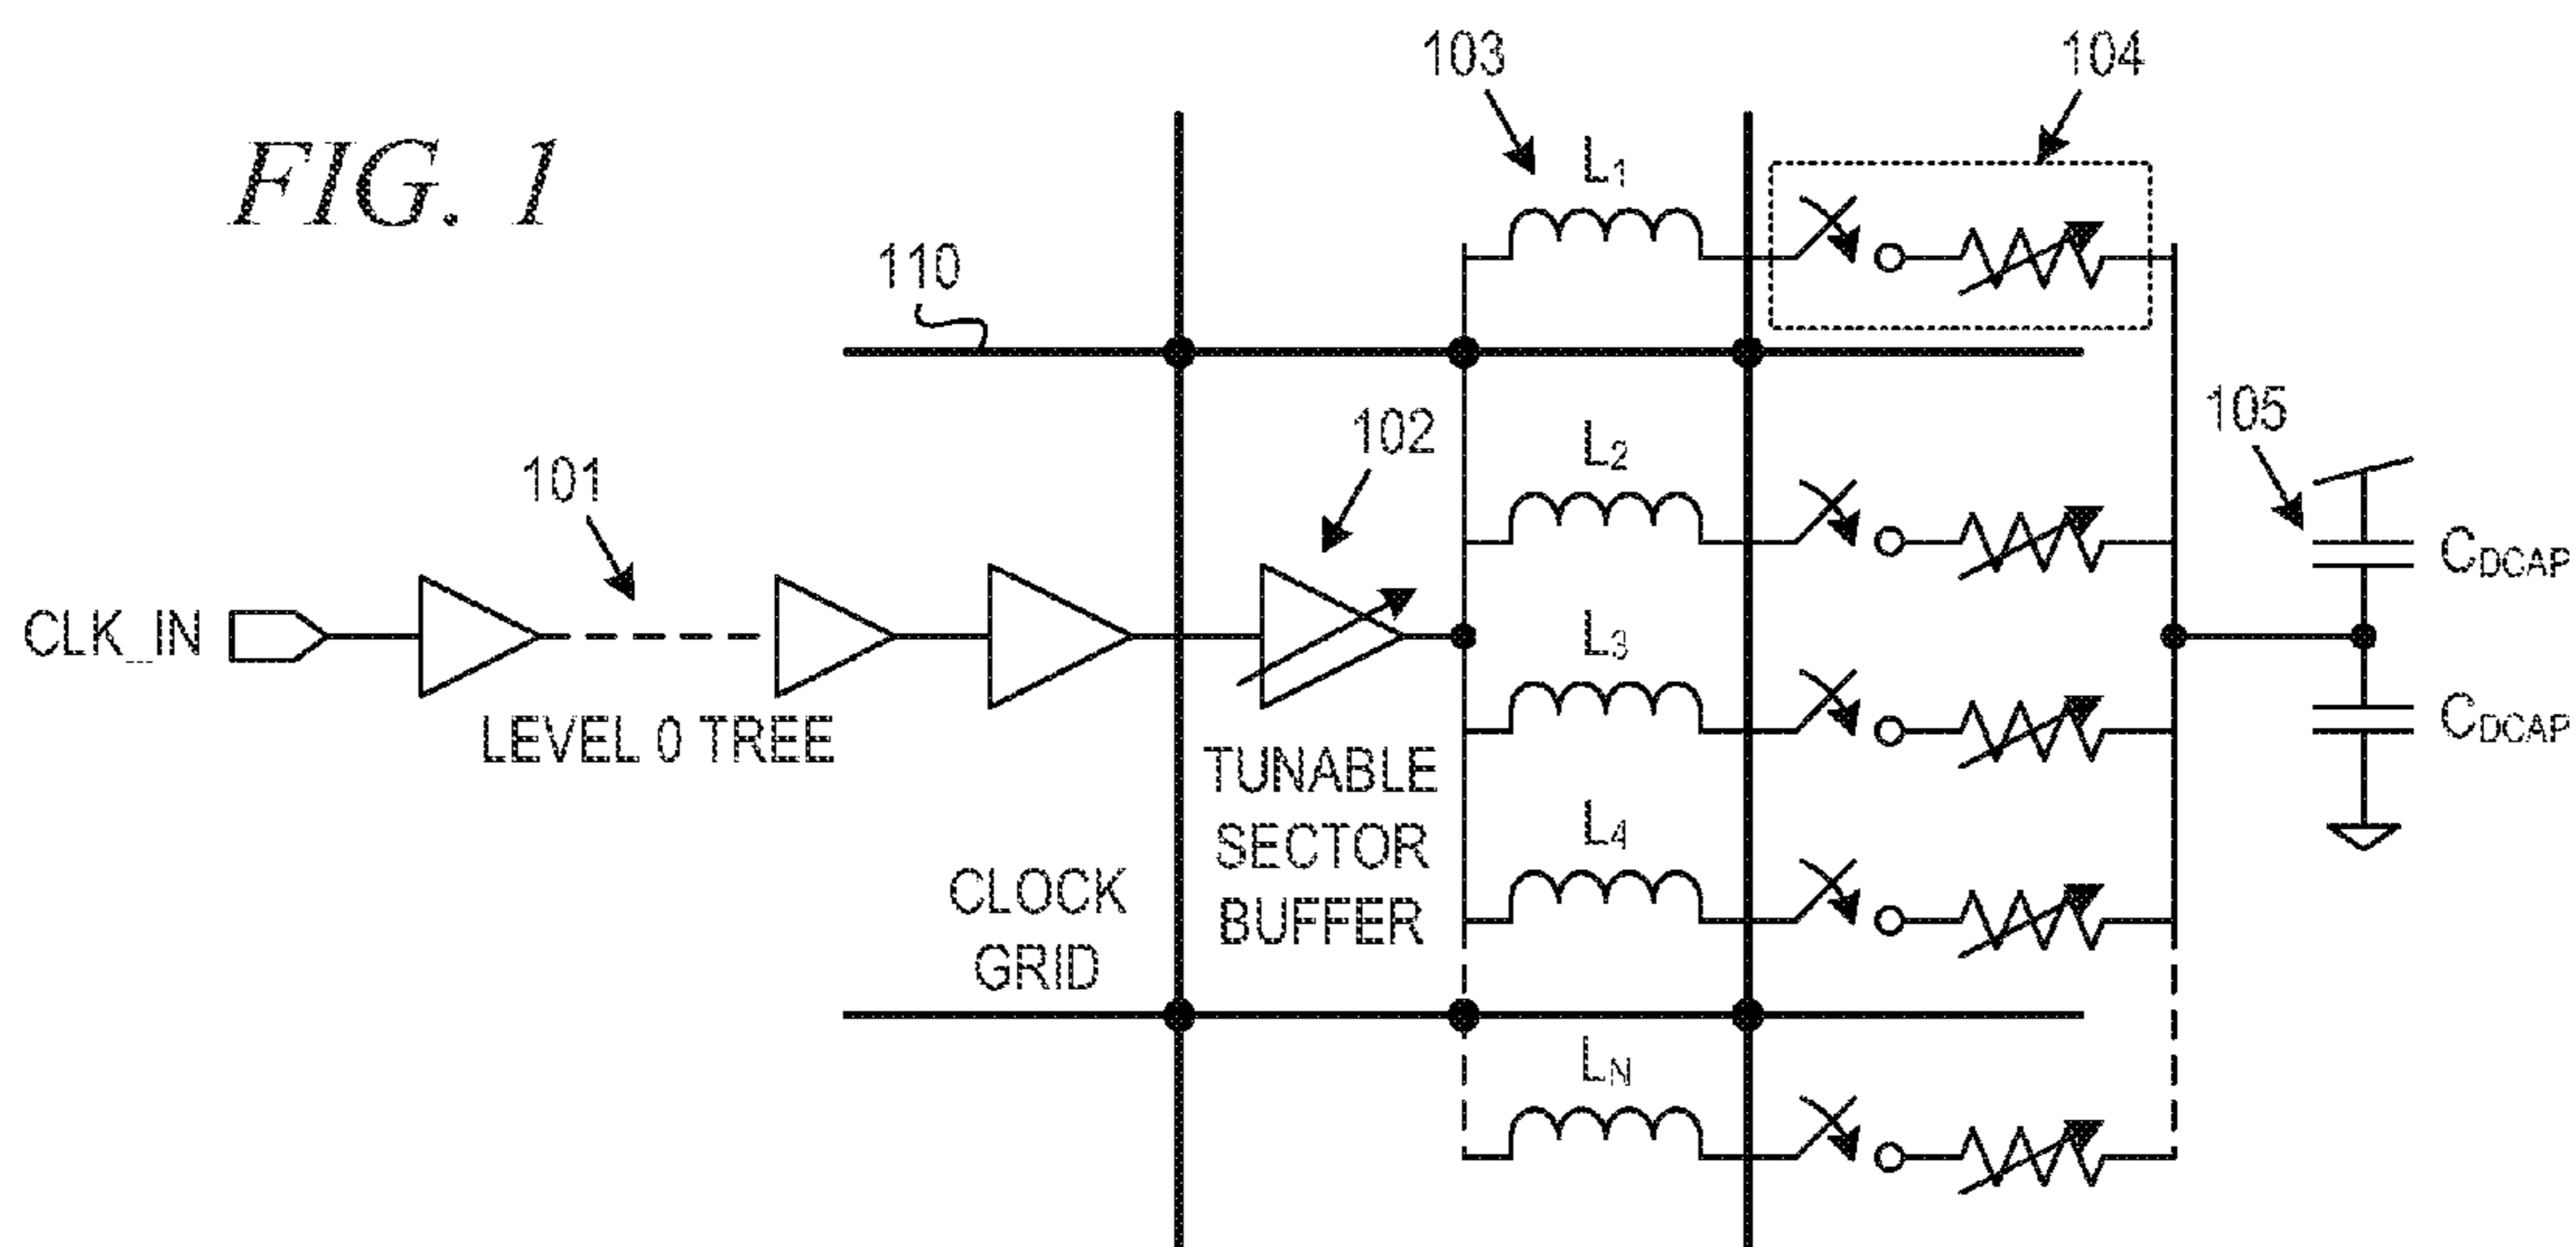 FIG. 1
103
104
L1
110
102
105
L2
101
CDCAP
CLK_IN
L3
LEVEL 0 TREE
CDCAP
TUNABLE
SECTOR
BUFFER
L4
CLOCK
GRID
LN